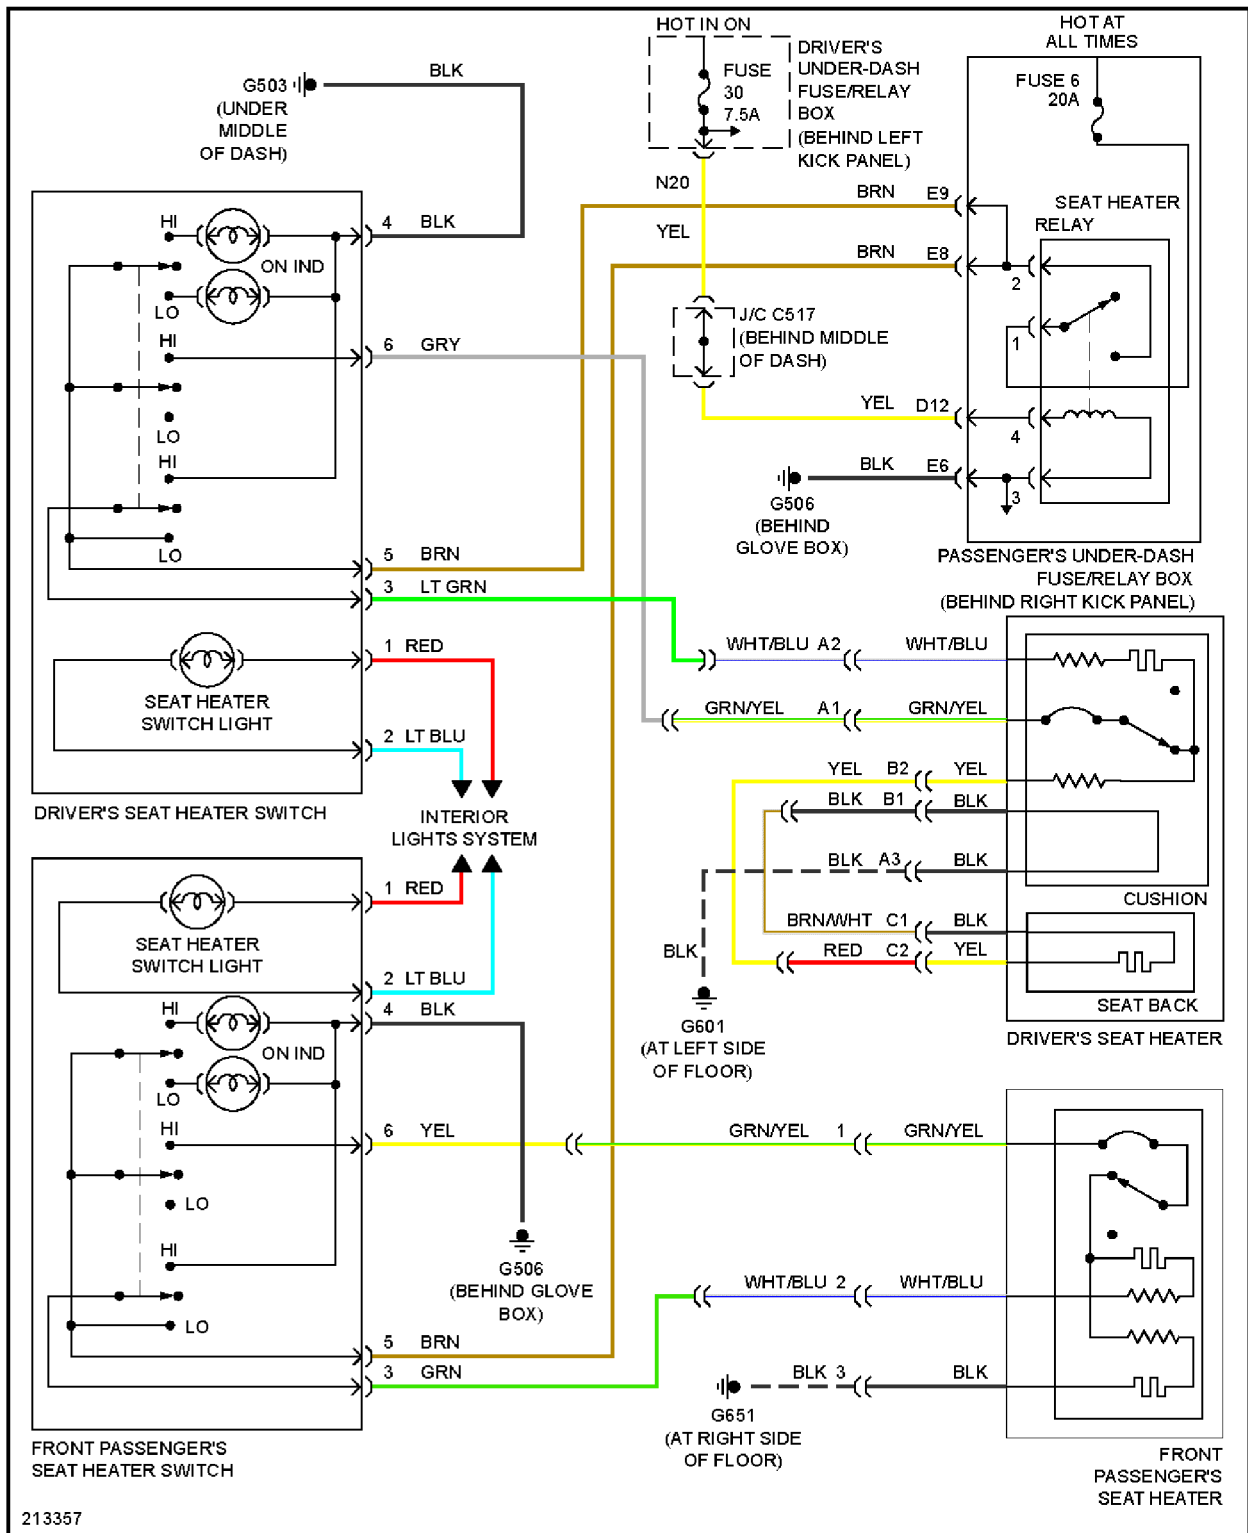 HOT IN ON
HOT AT
ALL TIMES
G503
(UNDER
MIDDLE
OF DASH)
BLK
FUSE
30
7.5A
DRIVER'S
UNDER-DASH
FUSE/RELAY
BOX
(BEHIND LEFT
KICK PANEL)
FUSE 6
20A
N20
YEL
BRN E9
SEAT HEATER
RELAY
BRN E8
2
1
HI
4 BLK
ON IND
LO
HI
6 GRY
LO
HI
LO
J/C C517
(BEHIND MIDDLE
OF DASH)
YEL D12
4
BLK E6
3
G506
(BEHIND
GLOVE BOX)
PASSENGER'S UNDER-DASH
FUSE/RELAY BOX
(BEHIND RIGHT KICK PANEL)
5 BRN
3 LT GRN
1 RED
SEAT HEATER
SWITCH LIGHT
2 LT BLU
DRIVER'S SEAT HEATER SWITCH
INTERIOR
LIGHTS SYSTEM
WHT/BLU A2 WHT/BLU
GRN/YEL A1 GRN/YEL
YEL B2 YEL
BLK B1 BLK
BLK A3 BLK
CUSHION
BRN/WHT C1 BLK
BLK
RED C2 YEL
SEAT BACK
G601
(AT LEFT SIDE
OF FLOOR)
DRIVER'S SEAT HEATER
1 RED
SEAT HEATER
SWITCH LIGHT
2 LT BLU
HI
4 BLK
ON IND
LO
HI
6 YEL
GRN/YEL 1 GRN/YEL
LO
HI
LO
G506
(BEHIND GLOVE
BOX)
WHT/BLU 2 WHT/BLU
5 BRN
3 GRN
BLK 3 BLK
G651
(AT RIGHT SIDE
OF FLOOR)
FRONT PASSENGER'S
SEAT HEATER SWITCH
FRONT
PASSENGER'S
SEAT HEATER
213357